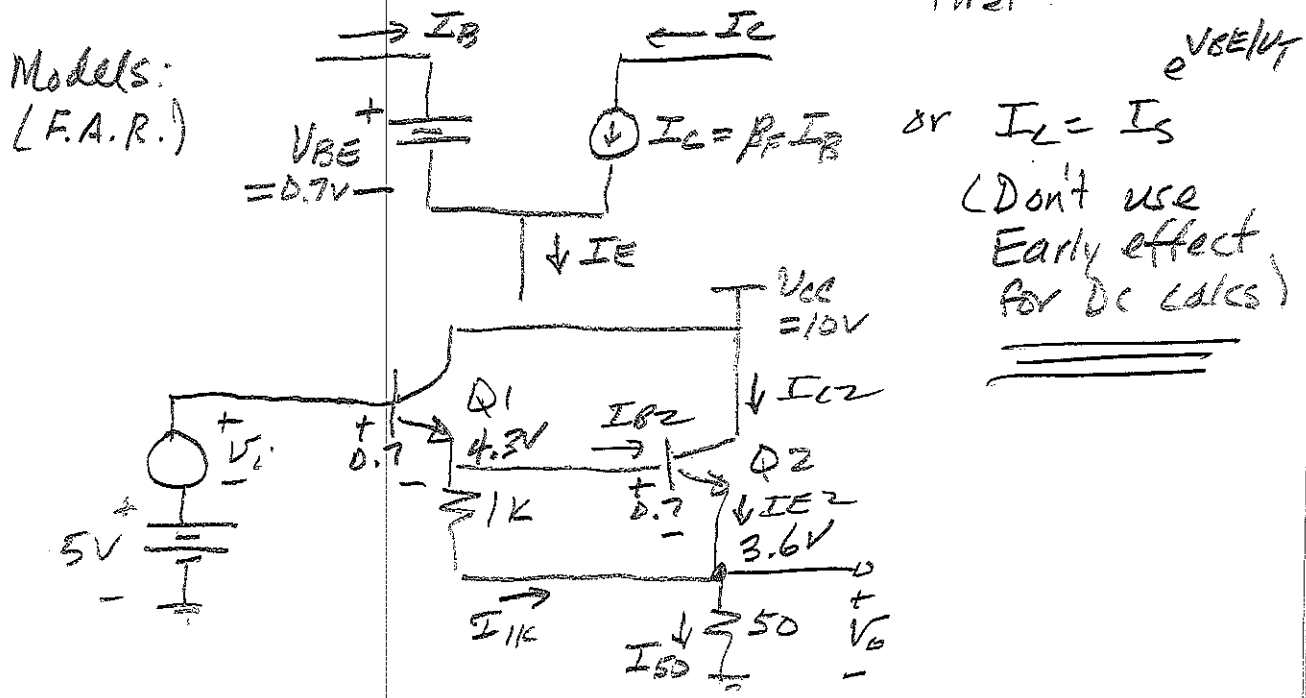 Models:
(F.A.R.)
→ IB
← IC
+
VBE
= 0.7V −
IC = βF IB
or IC = IS e^VBE/VT
(Don't use
Early effect
for DC calcs)
↓ IE
VCC
= 10V
↓ IC2
Q1
4.3V
IB2
→
Q2
+
Vi
−
+
0.7
−
+
0.7
−
↓ IE2
3.6V
1K
+
5V
−
I1K →
I50 ↓
50
+
Vo
−